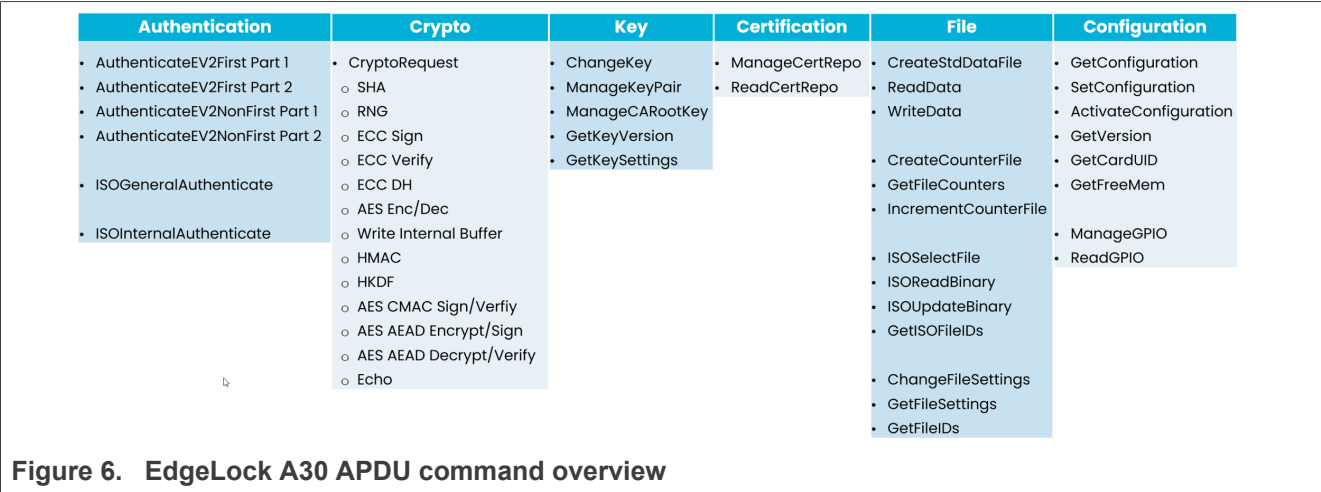 Authentication
• AuthenticateEV2First Part 1
• AuthenticateEV2First Part 2
• AuthenticateEV2NonFirst Part 1
• AuthenticateEV2NonFirst Part 2
• ISOGeneralAuthenticate
• ISOInternalAuthenticate
Crypto
• CryptoRequest
o SHA
o RNG
o ECC Sign
o ECC Verify
o ECC DH
o AES Enc/Dec
o Write Internal Buffer
o HMAC
o HKDF
o AES CMAC Sign/Verfiy
o AES AEAD Encrypt/Sign
o AES AEAD Decrypt/Verify
o Echo
Key
• ChangeKey
• ManageKeyPair
• ManageCARootKey
• GetKeyVersion
• GetKeySettings
Certification
• ManageCertRepo
• ReadCertRepo
File
• CreateStdDataFile
• ReadData
• WriteData
• CreateCounterFile
• GetFileCounters
• IncrementCounterFile
• ISOSelectFile
• ISOReadBinary
• ISOUpdateBinary
• GetISOFileIDs
• ChangeFileSettings
• GetFileSettings
• GetFileIDs
Configuration
• GetConfiguration
• SetConfiguration
• ActivateConfiguration
• GetVersion
• GetCardUID
• GetFreeMem
• ManageGPIO
• ReadGPIO
Figure 6. EdgeLock A30 APDU command overview